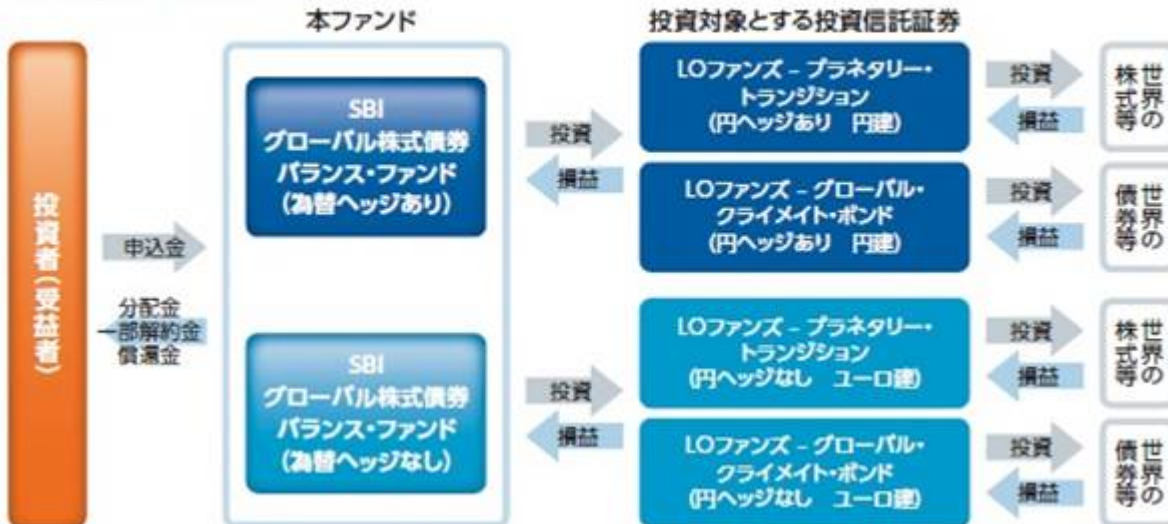 本ファンド
投資対象とする投資信託証券
投資者(受益者)
申込金
分配金
一部解約金
償還金
SBI
グローバル株式債券
バランス・ファンド
(為替ヘッジあり)
投資
損益
LOファンズ – プラネタリー・
トランジション
(円ヘッジあり 円建)
投資
損益
世界の
株式等
LOファンズ – グローバル・
クライメイト・ボンド
(円ヘッジあり 円建)
投資
損益
世界の
債券等
SBI
グローバル株式債券
バランス・ファンド
(為替ヘッジなし)
投資
損益
LOファンズ – プラネタリー・
トランジション
(円ヘッジなし ユーロ建)
投資
損益
世界の
株式等
LOファンズ – グローバル・
クライメイト・ボンド
(円ヘッジなし ユーロ建)
投資
損益
世界の
債券等